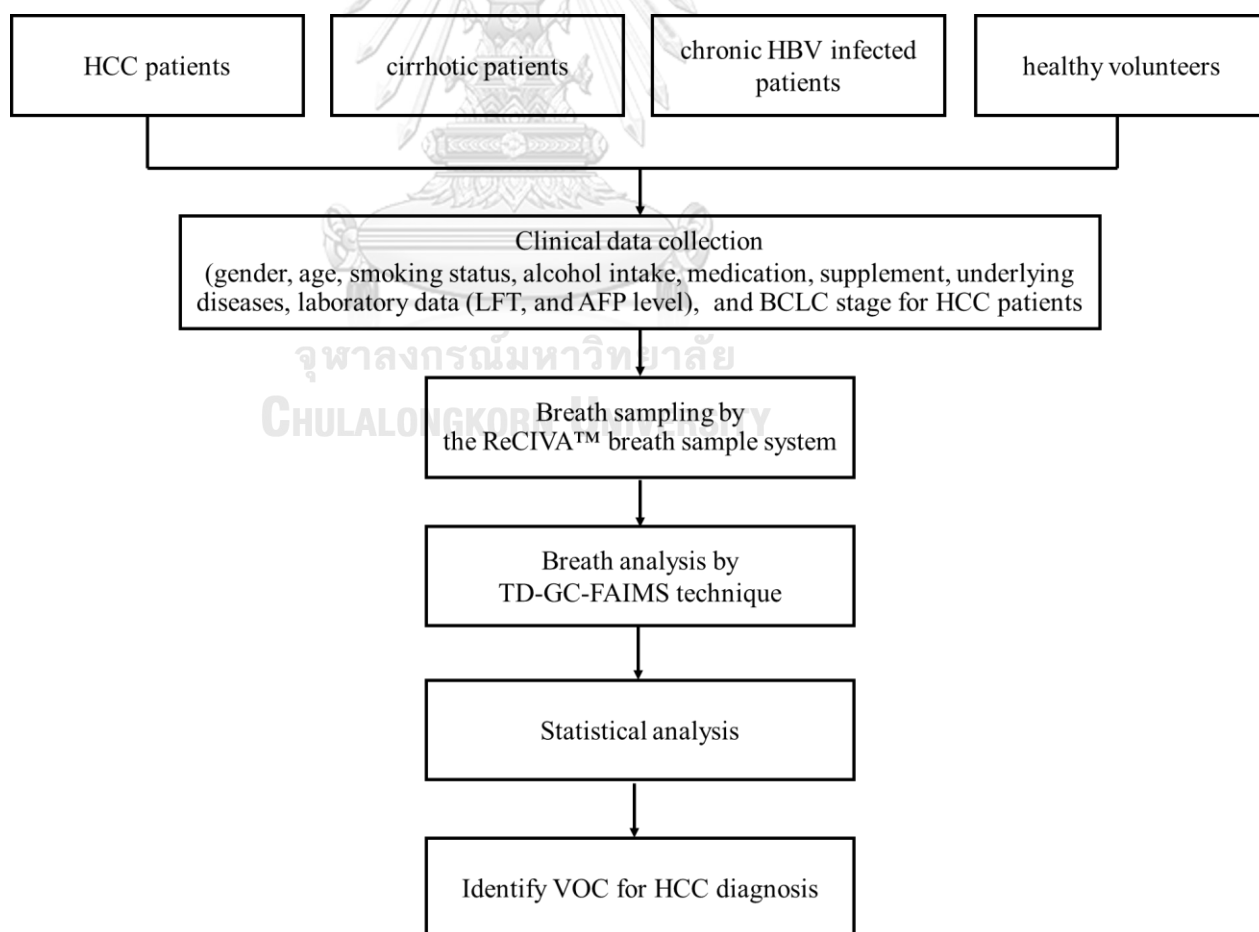 HCC patients
cirrhotic patients
chronic HBV infected
patients
healthy volunteers
Clinical data collection
(gender, age, smoking status, alcohol intake, medication, supplement, underlying
diseases, laboratory data (LFT, and AFP level), and BCLC stage for HCC patients
จุฬาลงกรณ์มหาวิทยาลัย
CHULALONGKORN UNIVERSITY
Breath sampling by
the ReCIVA™ breath sample system
Breath analysis by
TD-GC-FAIMS technique
Statistical analysis
Identify VOC for HCC diagnosis